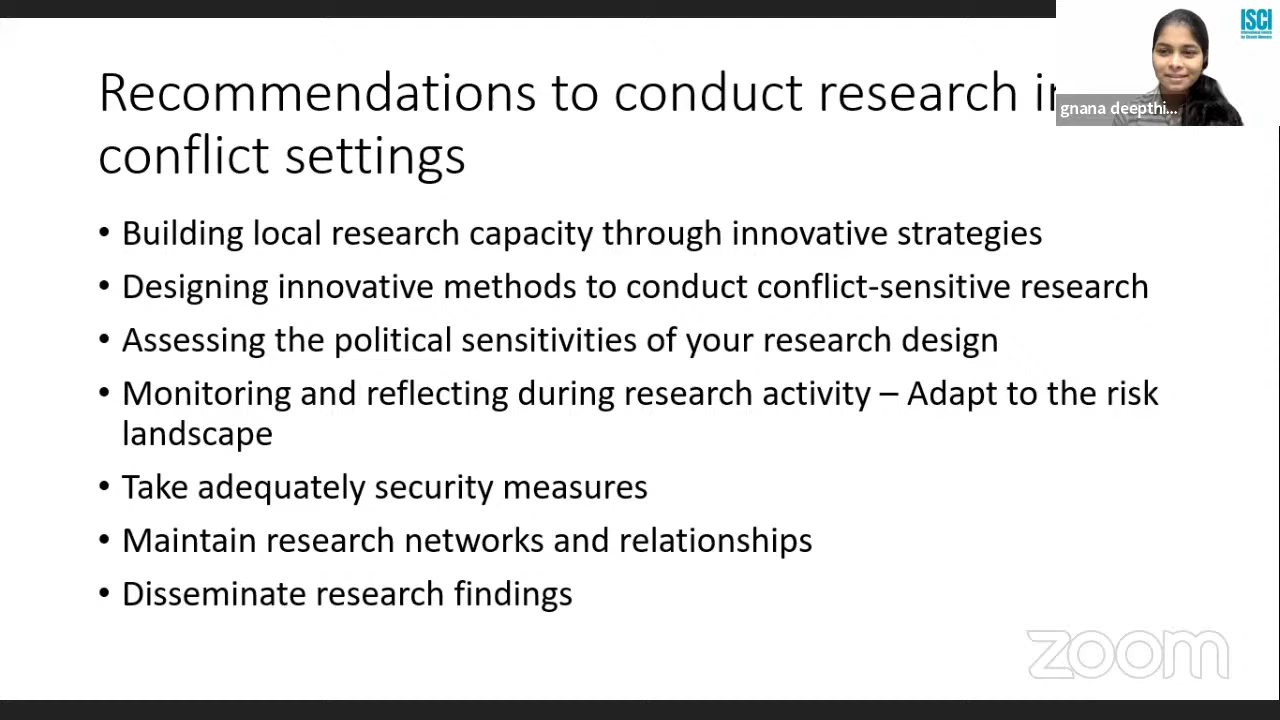 Recommendations to conduct research in
conflict settings
• Building local research capacity through innovative strategies
• Designing innovative methods to conduct conflict-sensitive research
• Assessing the political sensitivities of your research design
• Monitoring and reflecting during research activity – Adapt to the risk
landscape
• Take adequately security measures
• Maintain research networks and relationships
• Disseminate research findings
ISCI
gnana deepthi...
zoom